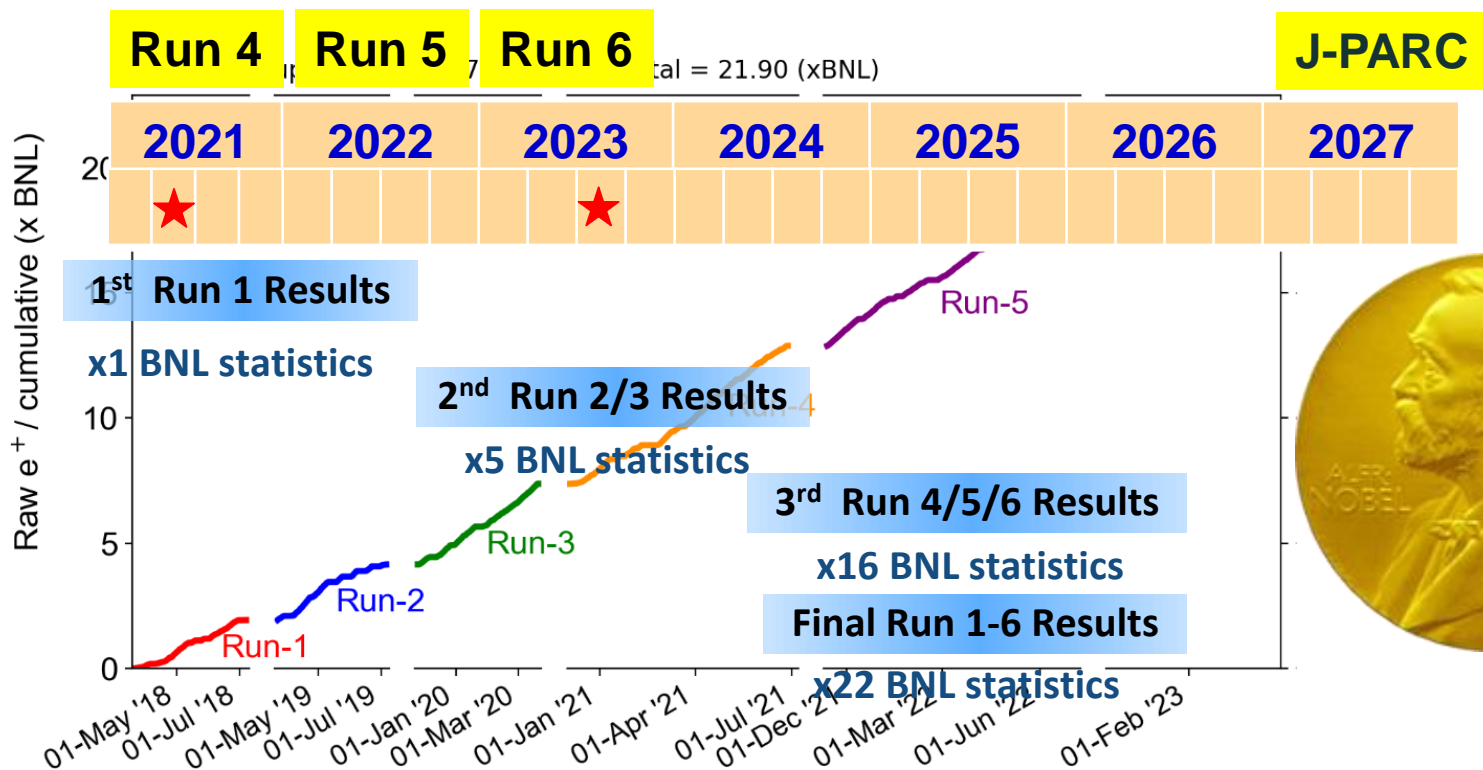 Run 4 Run 5 Run 6 J-PARC
tal = 21.90 (xBNL)
2021 2022 2023 2024 2025 2026 2027
Raw e+ / cumulative (x BNL)
20
1st Run 1 Results
x1 BNL statistics
Run-5
2nd Run 2/3 Results
10
x5 BNL statistics
3rd Run 4/5/6 Results
5
Run-3
x16 BNL statistics
Run-2
Final Run 1-6 Results
Run-1
0
x22 BNL statistics
01-May '18 01-Jul '18 01-May '19 01-Jul '19 01-Jan '20 01-Mar '20 01-Jan '21 01-Apr '21 01-Jul '21 01-Dec '21 01-Mar '22 01-Jun '22 01-Feb '23
NOBEL